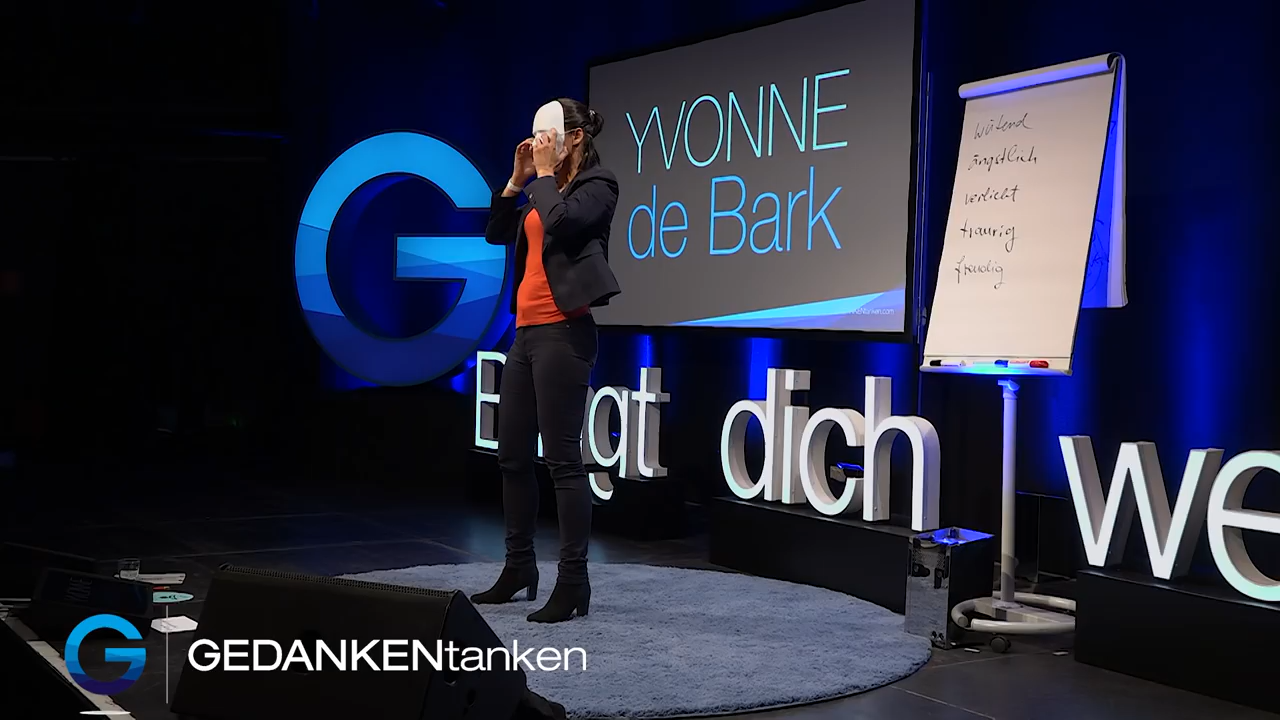 YVONNE
de Bark
wütend
ängstlich
verliebt
traurig
freudig
G
dich
GEDANKENtanken